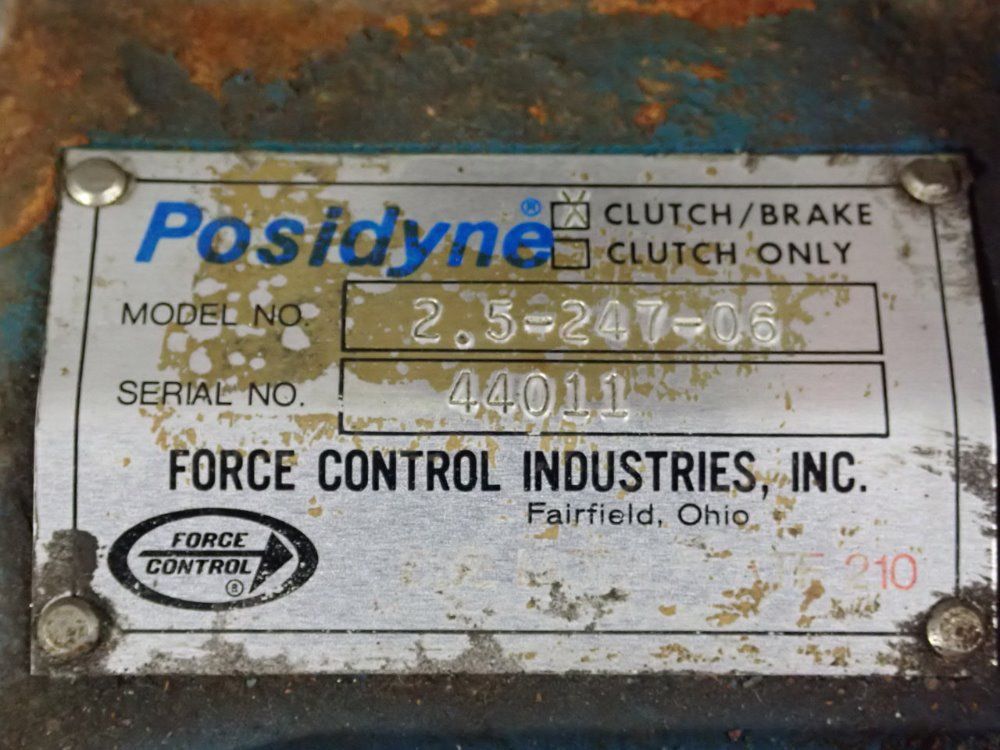 Posidyne® ☒ CLUTCH/BRAKE
☐ CLUTCH ONLY
MODEL NO. 2.5-247-06
SERIAL NO. 44011
FORCE CONTROL INDUSTRIES, INC.
Fairfield, Ohio
FORCE
CONTROL
®
210